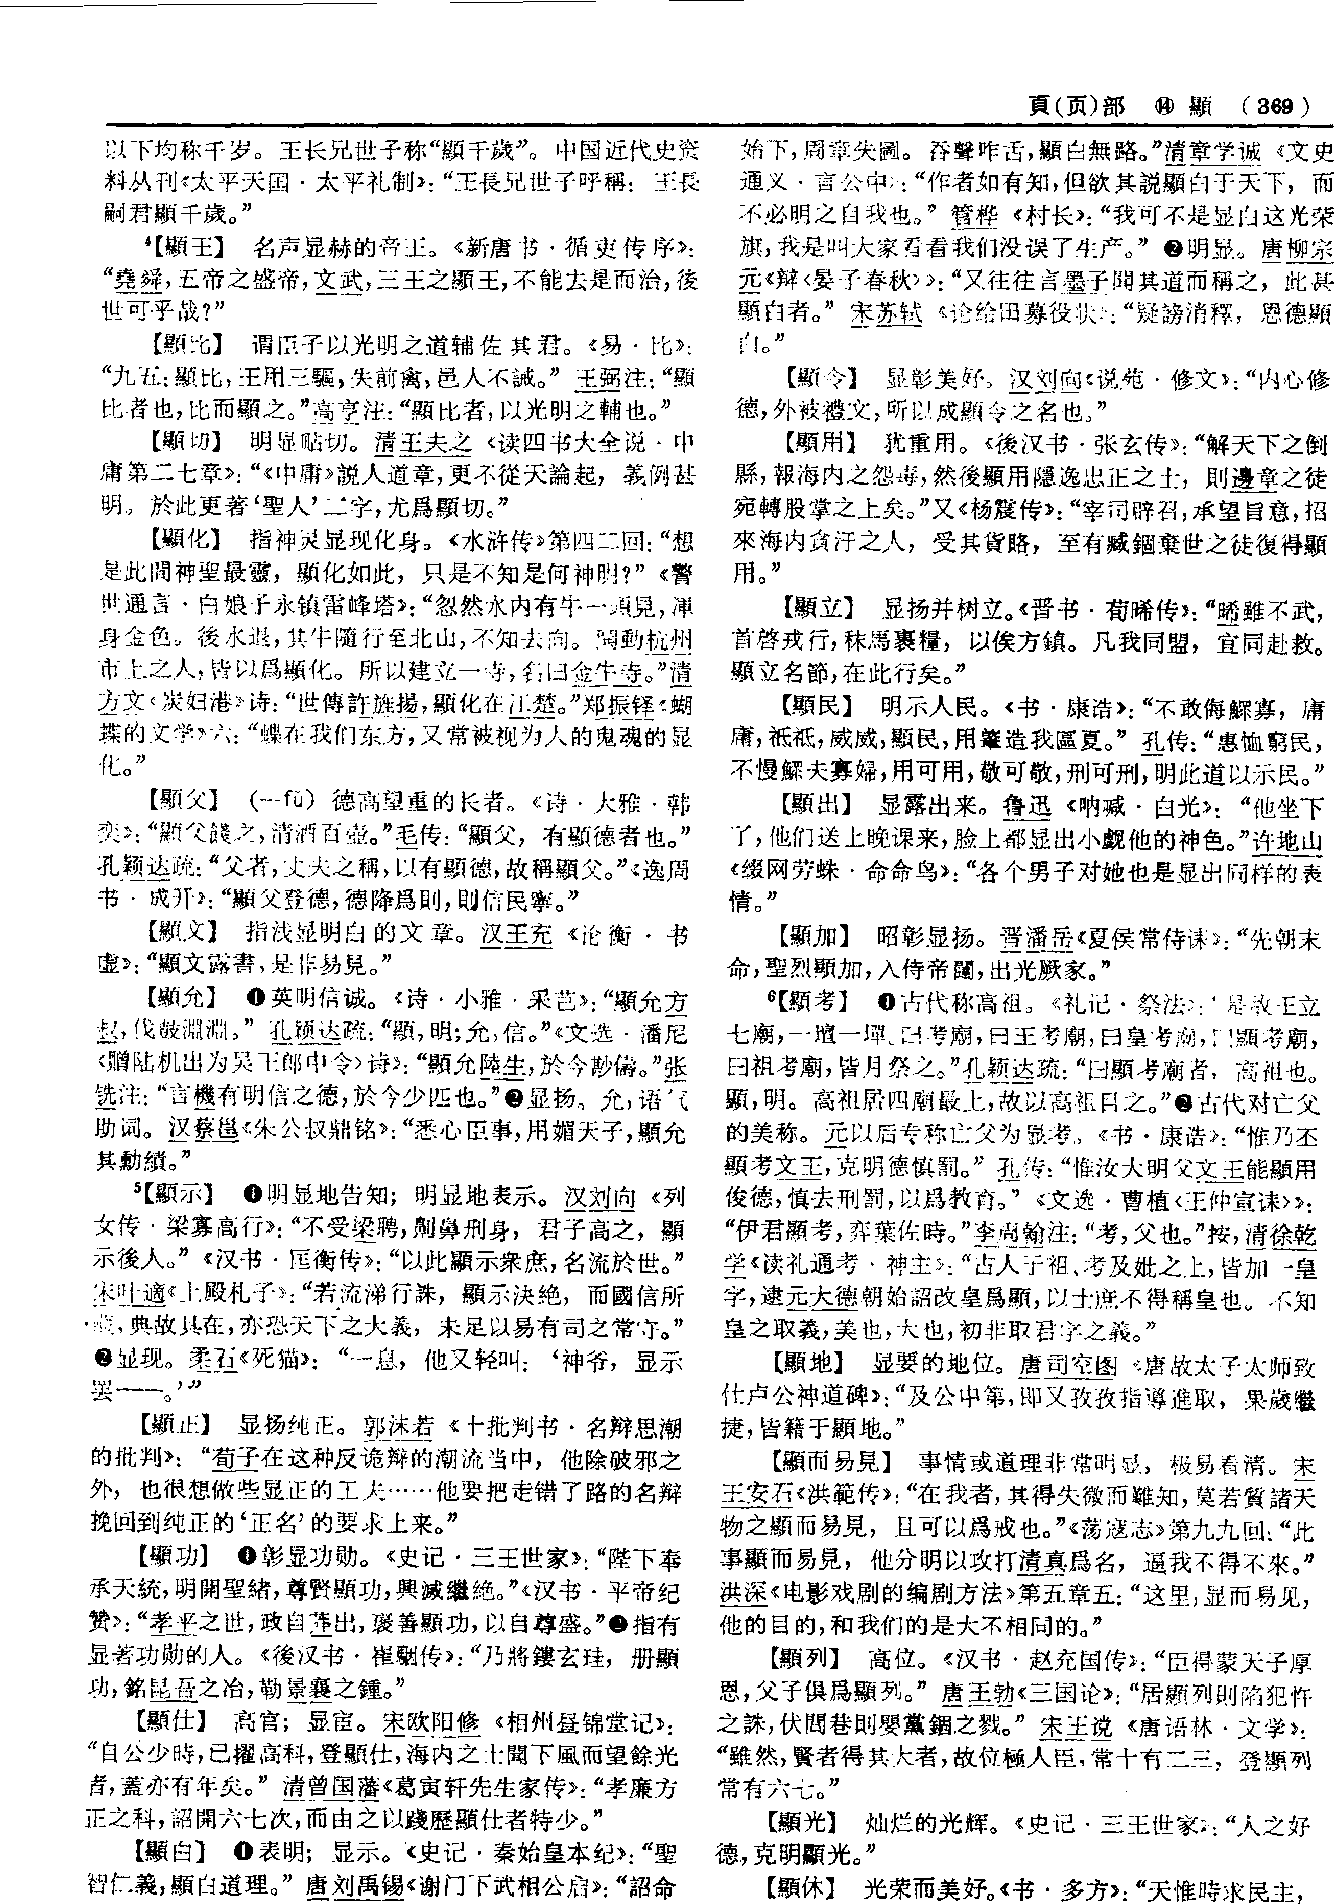 頁(页)部 ⑭ 顯 (369)
以下均称千岁。王长兄世子称“顯千歲”。中国近代史资
料丛刊《太平天囯·太平礼制》:“王長兄世子呼稱:王長
嗣君顯千歲。”
⁴【顯王】 名声显赫的帝王。《新唐书·循吏传序》:
“堯舜,五帝之盛帝,文武,三王之顯王,不能去是而治,後
世可乎哉?”
【顯比】 谓臣子以光明之道辅佐其君。《易·比》:
“九五:顯比,王用三驅,失前禽,邑人不誡。” 王弼注:“顯
比者也,比而顯之。”高亨注:“顯比者,以光明之輔也。”
【顯切】 明显贴切。清王夫之《读四书大全说·中
庸第二七章》:“《中庸》説人道章,更不從天論起,義例甚
明。於此更著‘聖人’二字,尤爲顯切。”
【顯化】 指神灵显现化身。《水浒传》第四二回:“想
是此間神聖最靈,顯化如此,只是不知是何神明?”《警
世通言·白娘子永镇雷峰塔》:“忽然水内有牛一頭見,渾
身金色。後水退,其牛隨行至北山,不知去向。鬨動杭州
市上之人,皆以爲顯化。所以建立一寺,名曰金牛寺。”清
方文《炭妇港》诗:“世傳許旌揚,顯化在江楚。”郑振铎《蝴
蝶的文学》六:“蝶在我们东方,又常被视为人的鬼魂的显
化。”
【顯父】 (—fǔ) 德高望重的长者。《诗·大雅·韩
奕》:“顯父餞之,清酒百壺。”毛传:“顯父,有顯德者也。”
孔颖达疏:“父者,丈夫之稱,以有顯德,故稱顯父。”《逸周
书·成开》:“顯父登德,德降爲則,則信民寧。”
【顯文】 指浅显明白的文章。汉王充《论衡·书
虚》:“顯文露書,是非易見。”
【顯允】 ❶英明信诚。《诗·小雅·采芑》:“顯允方
叔,伐鼓淵淵。” 孔颖达疏:“顯,明;允,信。”《文选·潘尼
〈贈陆机出为吴王郎中令〉诗》:“顯允陸生,於今尠儔。”张
铣注:“言機有明信之德,於今少匹也。”❷显扬。允,语气
助词。汉蔡邕《朱公叔鼎铭》:“悉心臣事,用媚天子,顯允
其勳績。”
⁵【顯示】 ❶明显地告知;明显地表示。汉刘向《列
女传·梁寡高行》:“不受梁聘,劓鼻刑身,君子高之,顯
示後人。”《汉书·匡衡传》:“以此顯示衆庶,名流於世。”
宋叶適《上殿札子》:“若流涕行誅,顯示決絶,而國信所
,典故具在,亦恐天下之大義,未足以易有司之常守。”
❷显现。柔石《死猫》:“一息,他又轻叫:‘神爷,显示
罢——。’”
【顯正】 显扬纯正。郭沫若《十批判书·名辩思潮
的批判》:“荀子在这种反诡辩的潮流当中,他除破邪之
外,也很想做些显正的工夫……他要把走错了路的名辩
挽回到纯正的‘正名’的要求上来。”
【顯功】 ❶彰显功勋。《史记·三王世家》:“陛下奉
承天統,明開聖緒,尊賢顯功,興滅繼絶。”《汉书·平帝纪
赞》:“孝平之世,政自莽出,褒善顯功,以自尊盛。”❷指有
显著功勋的人。《後汉书·崔駰传》:“乃將鏤玄珪,册顯
功,銘昆吾之冶,勒景襄之鍾。”
【顯仕】 高官;显宦。宋欧阳修《相州昼锦堂记》:
“自公少時,已擢高科,登顯仕,海内之士聞下風而望餘光
者,蓋亦有年矣。” 清曾国藩《葛寅轩先生家传》:“孝廉方
正之科,詔開六七次,而由之以踐歷顯仕者特少。”
【顯白】 ❶表明;显示。《史记·秦始皇本纪》:“聖
智仁義,顯白道理。” 唐刘禹锡《谢门下武相公启》:“詔命
始下,周章失圖。吞聲咋舌,顯白無路。”清章学诚《文史
通义·言公中》:“作者如有知,但欲其説顯白于天下,而
不必明之自我也。” 管桦《村长》:“我可不是显白这光荣
旗,我是叫大家看看我们没误了生产。” ❷明显。唐柳宗
元《辩〈晏子春秋〉》:“又往往言墨子聞其道而稱之,此甚
顯白者。” 宋苏轼《论给田募役状》:“疑謗消釋,恩德顯
白。”
【顯令】 显彰美好。汉刘向《说苑·修文》:“内心修
德,外被禮文,所以成顯令之名也。”
【顯用】 犹重用。《後汉书·张玄传》:“解天下之倒
縣,報海内之怨毒,然後顯用隱逸忠正之士,則邊章之徒
宛轉股掌之上矣。”又《杨震传》:“宰司辟召,承望旨意,招
來海内貪汙之人,受其貨賂,至有臧錮棄世之徒復得顯
用。”
【顯立】 显扬并树立。《晋书·荀晞传》:“晞雖不武,
首啓戎行,秣馬裹糧,以俟方鎮。凡我同盟,宜同赴救。
顯立名節,在此行矣。”
【顯民】 明示人民。《书·康浩》:“不敢侮鰥寡,庸
庸,祗祗,威威,顯民,用肇造我區夏。” 孔传:“惠恤窮民,
不慢鰥夫寡婦,用可用,敬可敬,刑可刑,明此道以示民。”
【顯出】 显露出来。鲁迅《呐喊·白光》:“他坐下
了,他们送上晚课来,脸上都显出小觑他的神色。”许地山
《缀网劳蛛·命命鸟》:“各个男子对她也是显出同样的表
情。”
【顯加】 昭彰显扬。晋潘岳《夏侯常侍诔》:“先朝末
命,聖烈顯加,入侍帝闥,出光厥家。”
⁶【顯考】 ❶古代称高祖。《礼记·祭法》:“是故王立
七廟,一壇一墠,曰考廟,曰王考廟,曰皇考廟,曰顯考廟,
曰祖考廟,皆月祭之。”孔颖达疏:“曰顯考廟者,高祖也。
顯,明。高祖居四廟最上,故以高祖目之。”❷古代对亡父
的美称。元以后专称亡父为显考。《书·康诰》:“惟乃丕
顯考文王,克明德慎罰。” 孔传:“惟汝大明父文王能顯用
俊德,慎去刑罰,以爲教育。”《文选·曹植〈王仲宣诔〉》:
“伊君顯考,弈葉佐時。”李周翰注:“考,父也。”按,清徐乾
学《读礼通考·神主》:“古人于祖、考及妣之上,皆加一皇
字,逮元大德朝始詔改皇爲顯,以士庶不得稱皇也。不知
皇之取義,美也,大也,初非取君字之義。”
【顯地】 显要的地位。唐司空图《唐故太子太师致
仕卢公神道碑》:“及公中第,即又孜孜指導進取,果歲繼
捷,皆籍于顯地。”
【顯而易見】 事情或道理非常明显,极易看清。宋
王安石《洪範传》:“在我者,其得失微而難知,莫若質諸天
物之顯而易見,且可以爲戒也。”《荡寇志》第九九回:“此
事顯而易見,他分明以攻打清真爲名,逼我不得不來。”
洪深《电影戏剧的编剧方法》第五章五:“这里,显而易见,
他的目的,和我们的是大不相同的。”
【顯列】 高位。《汉书·赵充国传》:“臣得蒙天子厚
恩,父子俱爲顯列。” 唐王勃《三国论》:“居顯列則陷犯忤
之誅,伏閭巷則嬰黨錮之戮。” 宋王谠《唐语林·文学》:
“雖然,賢者得其大者,故位極人臣,常十有二三,登顯列
常有六七。”
【顯光】 灿烂的光辉。《史记·三王世家》:“人之好
德,克明顯光。”
【顯休】 光荣而美好。《书·多方》:“天惟時求民主,